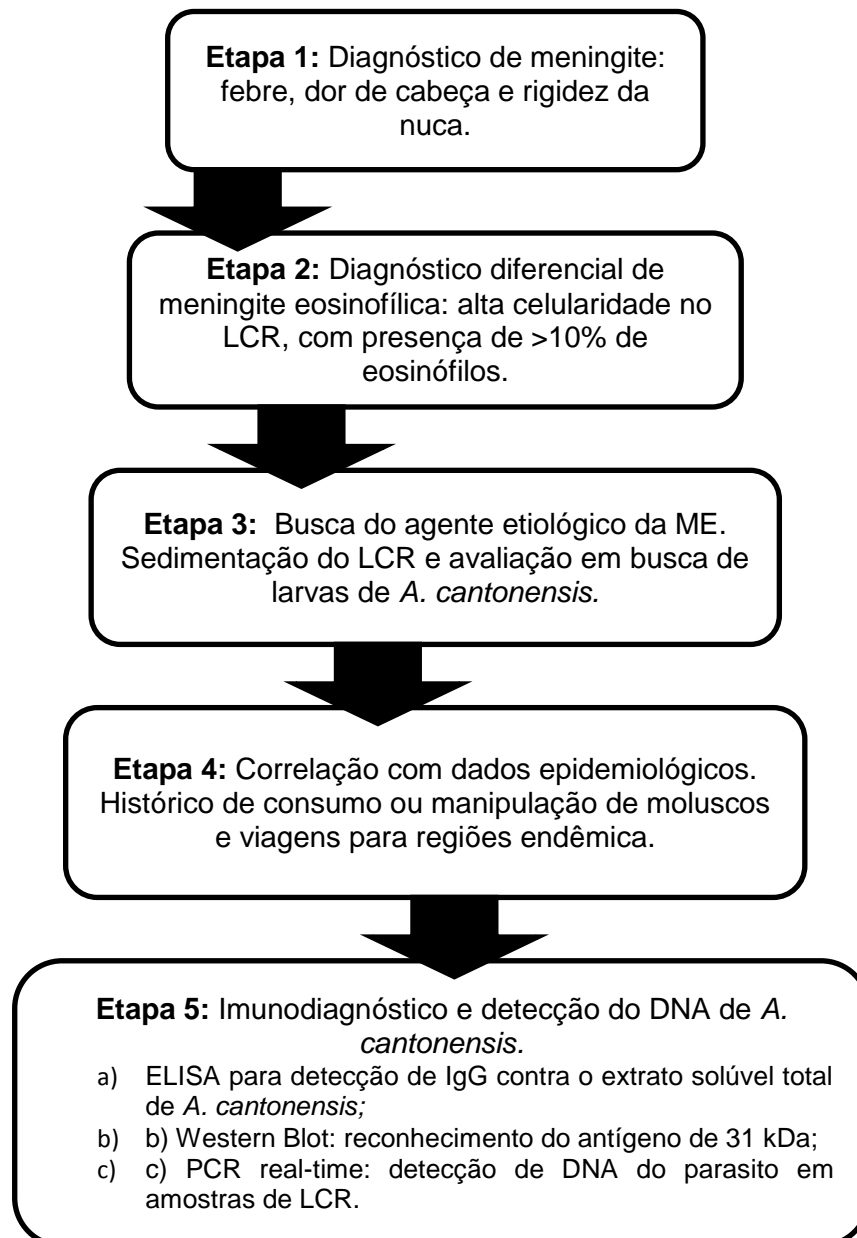 Etapa 1: Diagnóstico de meningite:
febre, dor de cabeça e rigidez da
nuca.
Etapa 2: Diagnóstico diferencial de
meningite eosinofílica: alta celularidade no
LCR, com presença de >10% de
eosinófilos.
Etapa 3: Busca do agente etiológico da ME.
Sedimentação do LCR e avaliação em busca de
larvas de A. cantonensis.
Etapa 4: Correlação com dados epidemiológicos.
Histórico de consumo ou manipulação de moluscos
e viagens para regiões endêmica.
Etapa 5: Imunodiagnóstico e detecção do DNA de A.
cantonensis.
a) ELISA para detecção de IgG contra o extrato solúvel total
de A. cantonensis;
b) b) Western Blot: reconhecimento do antígeno de 31 kDa;
c) c) PCR real-time: detecção de DNA do parasito em
amostras de LCR.